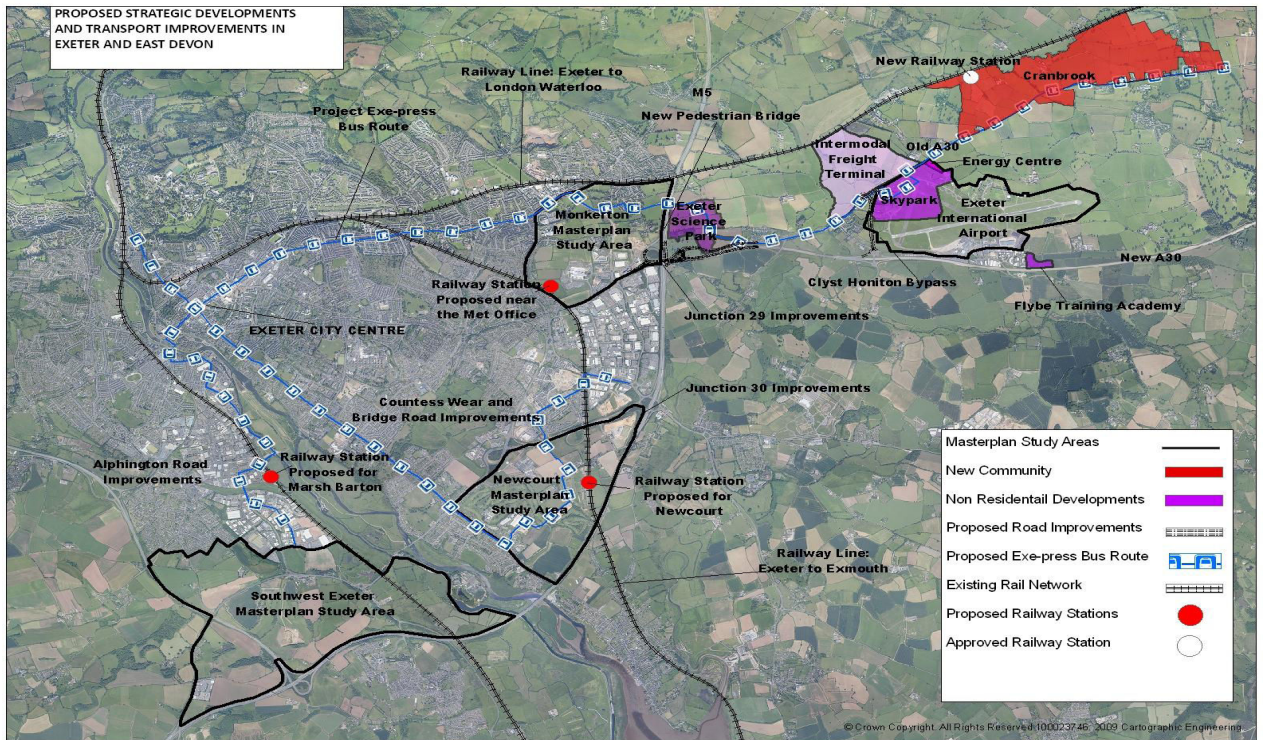 PROPOSED STRATEGIC DEVELOPMENTS
AND TRANSPORT IMPROVEMENTS IN
EXETER AND EAST DEVON
New Railway Station
Cranbrook
Railway Line: Exeter to
London Waterloo
M5
Project Exe-press
Bus Route
New Pedestrian Bridge
Intermodal
Freight
Terminal
Old A30
Energy Centre
Skypark
Exeter
International
Airport
Monkerton
Masterplan
Study Area
Exeter
Science
Park
New A30
Railway Station
Proposed near
the Met Office
Clyst Honiton Bypass
Flybe Training Academy
Junction 29 Improvements
EXETER CITY CENTRE
Junction 30 Improvements
Countess Wear and
Bridge Road Improvements
Alphington Road
Improvements
Railway Station
Proposed for
Marsh Barton
Newcourt
Masterplan
Study Area
Railway Station
Proposed for
Newcourt
Railway Line:
Exeter to Exmouth
Southwest Exeter
Masterplan Study Area
Masterplan Study Areas
New Community
Non Residentail Developments
Proposed Road Improvements
Proposed Exe-press Bus Route
Existing Rail Network
Proposed Railway Stations
Approved Railway Station
© Crown Copyright. All Rights Reserved 100023746, 2009 Cartographic Engineering